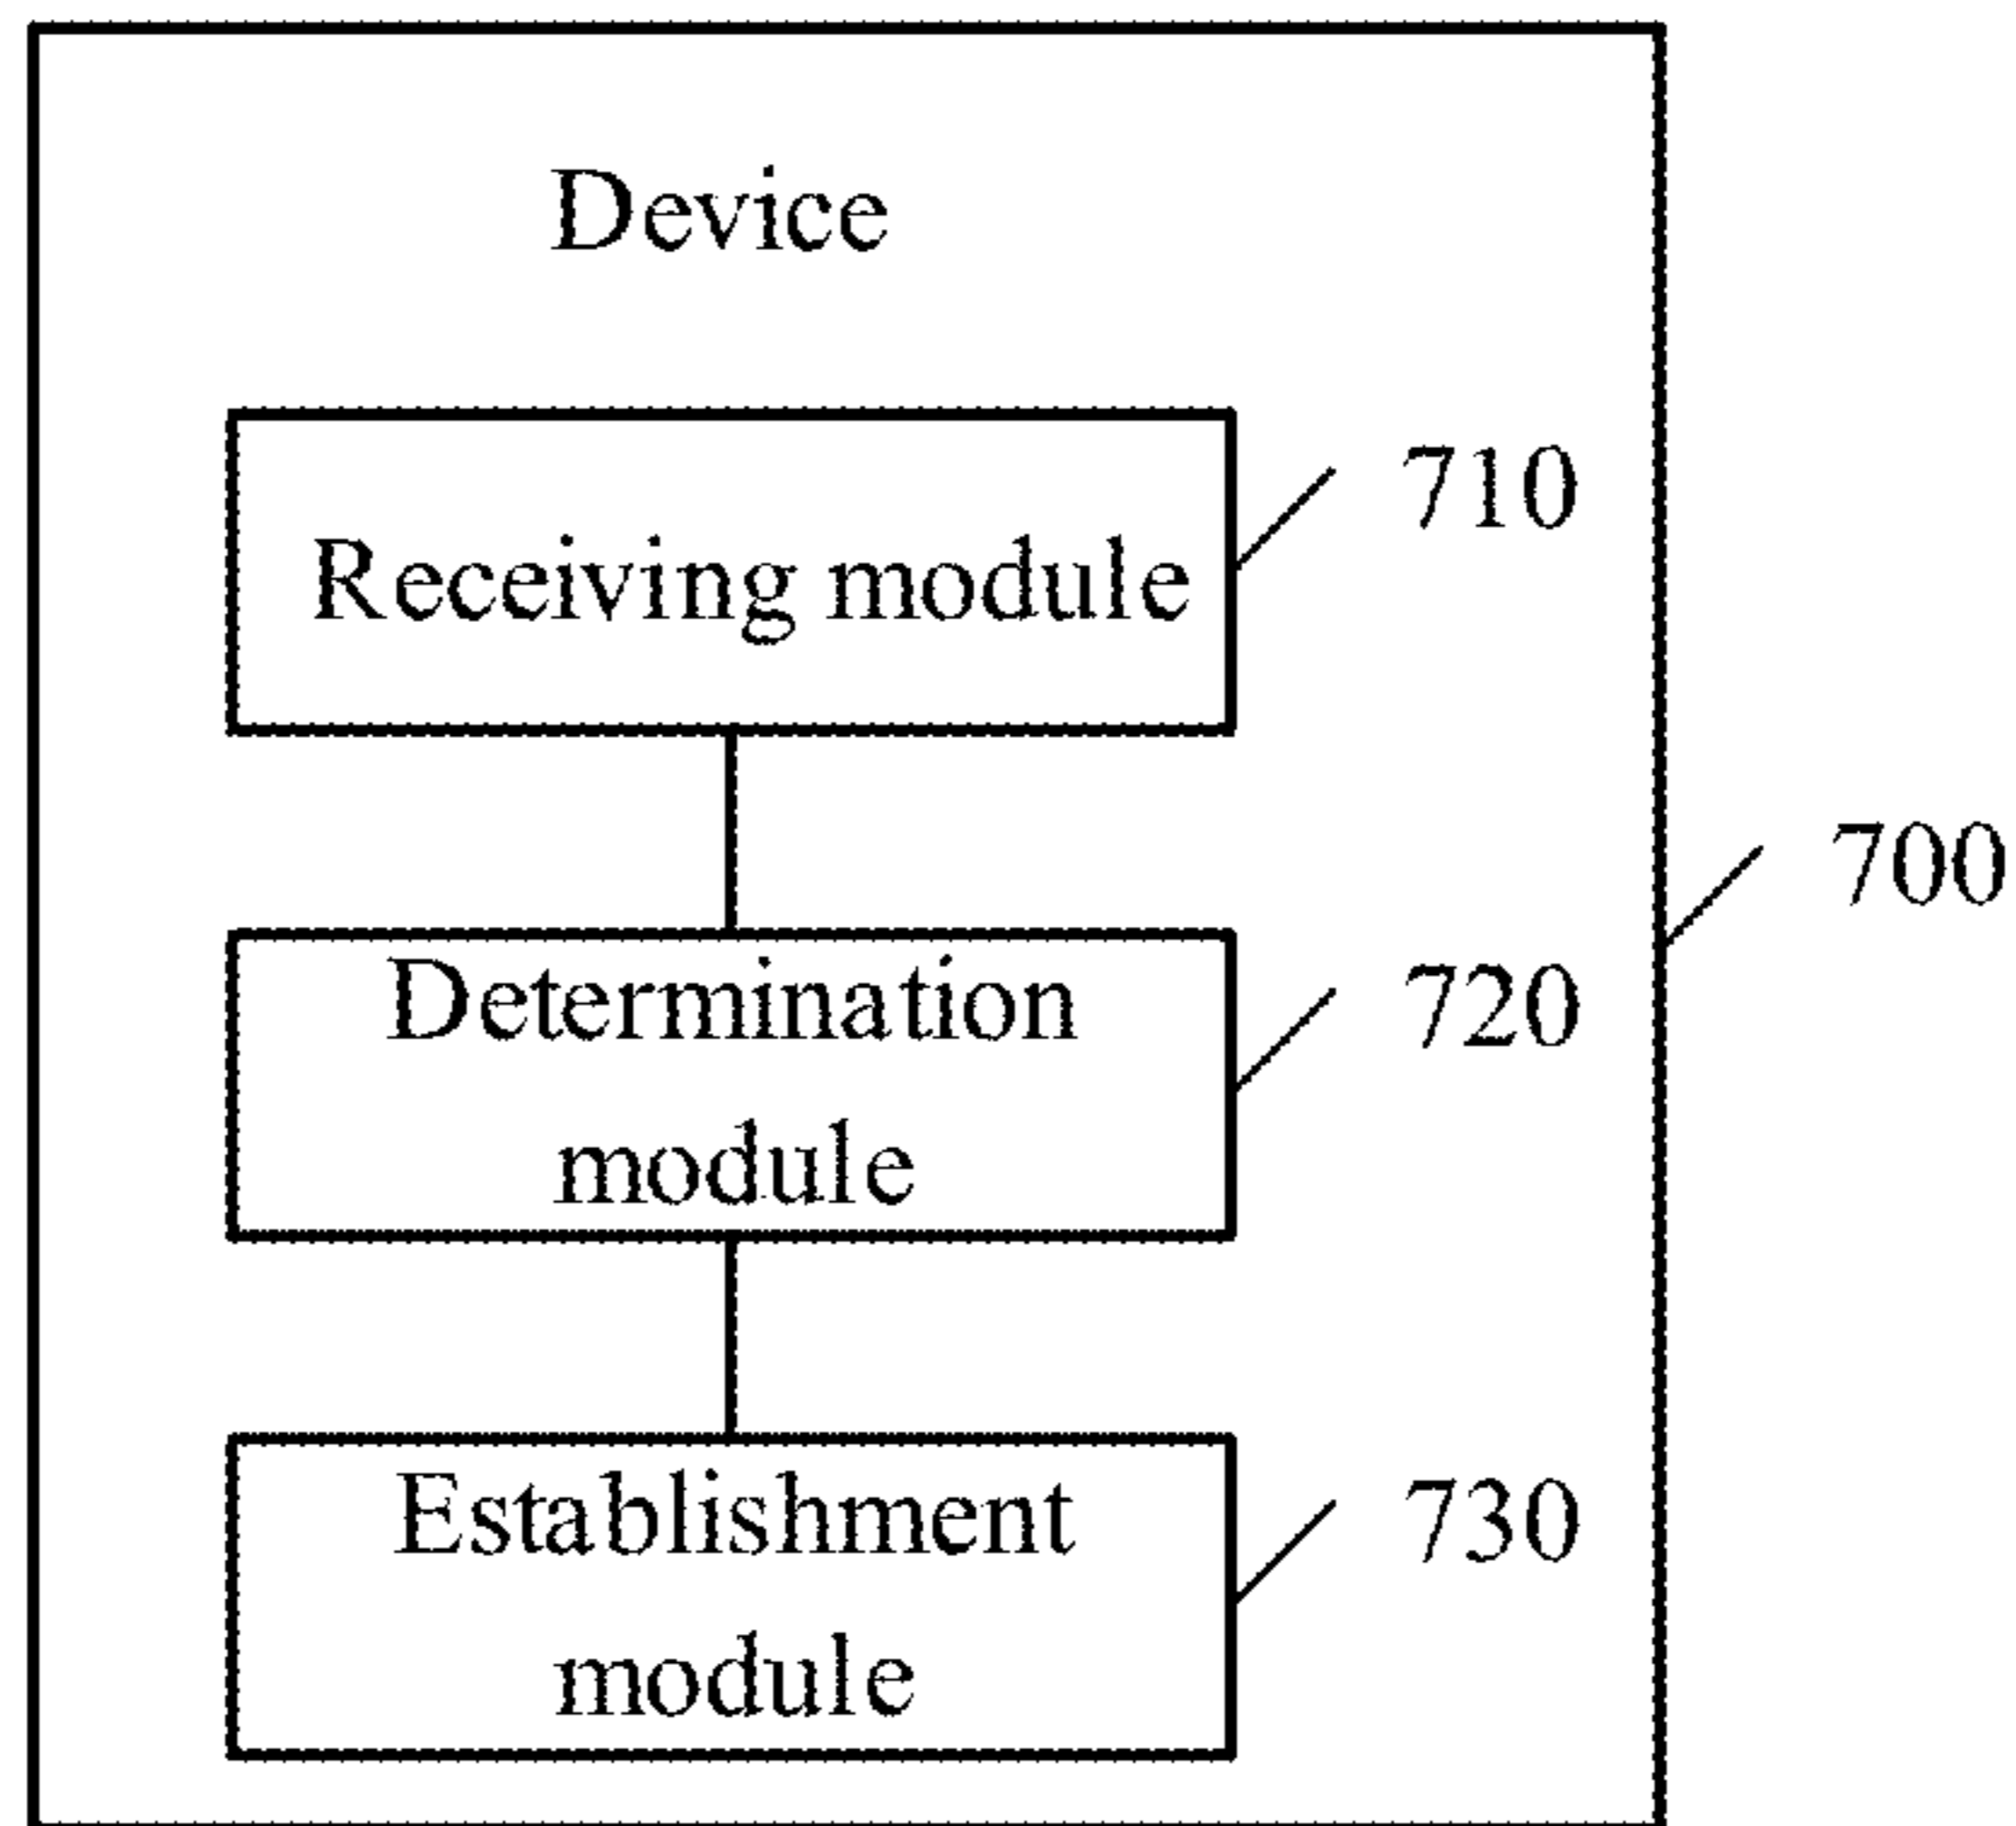 Device
710
Receiving module
700
Determination
720
module
Establishment
730
module